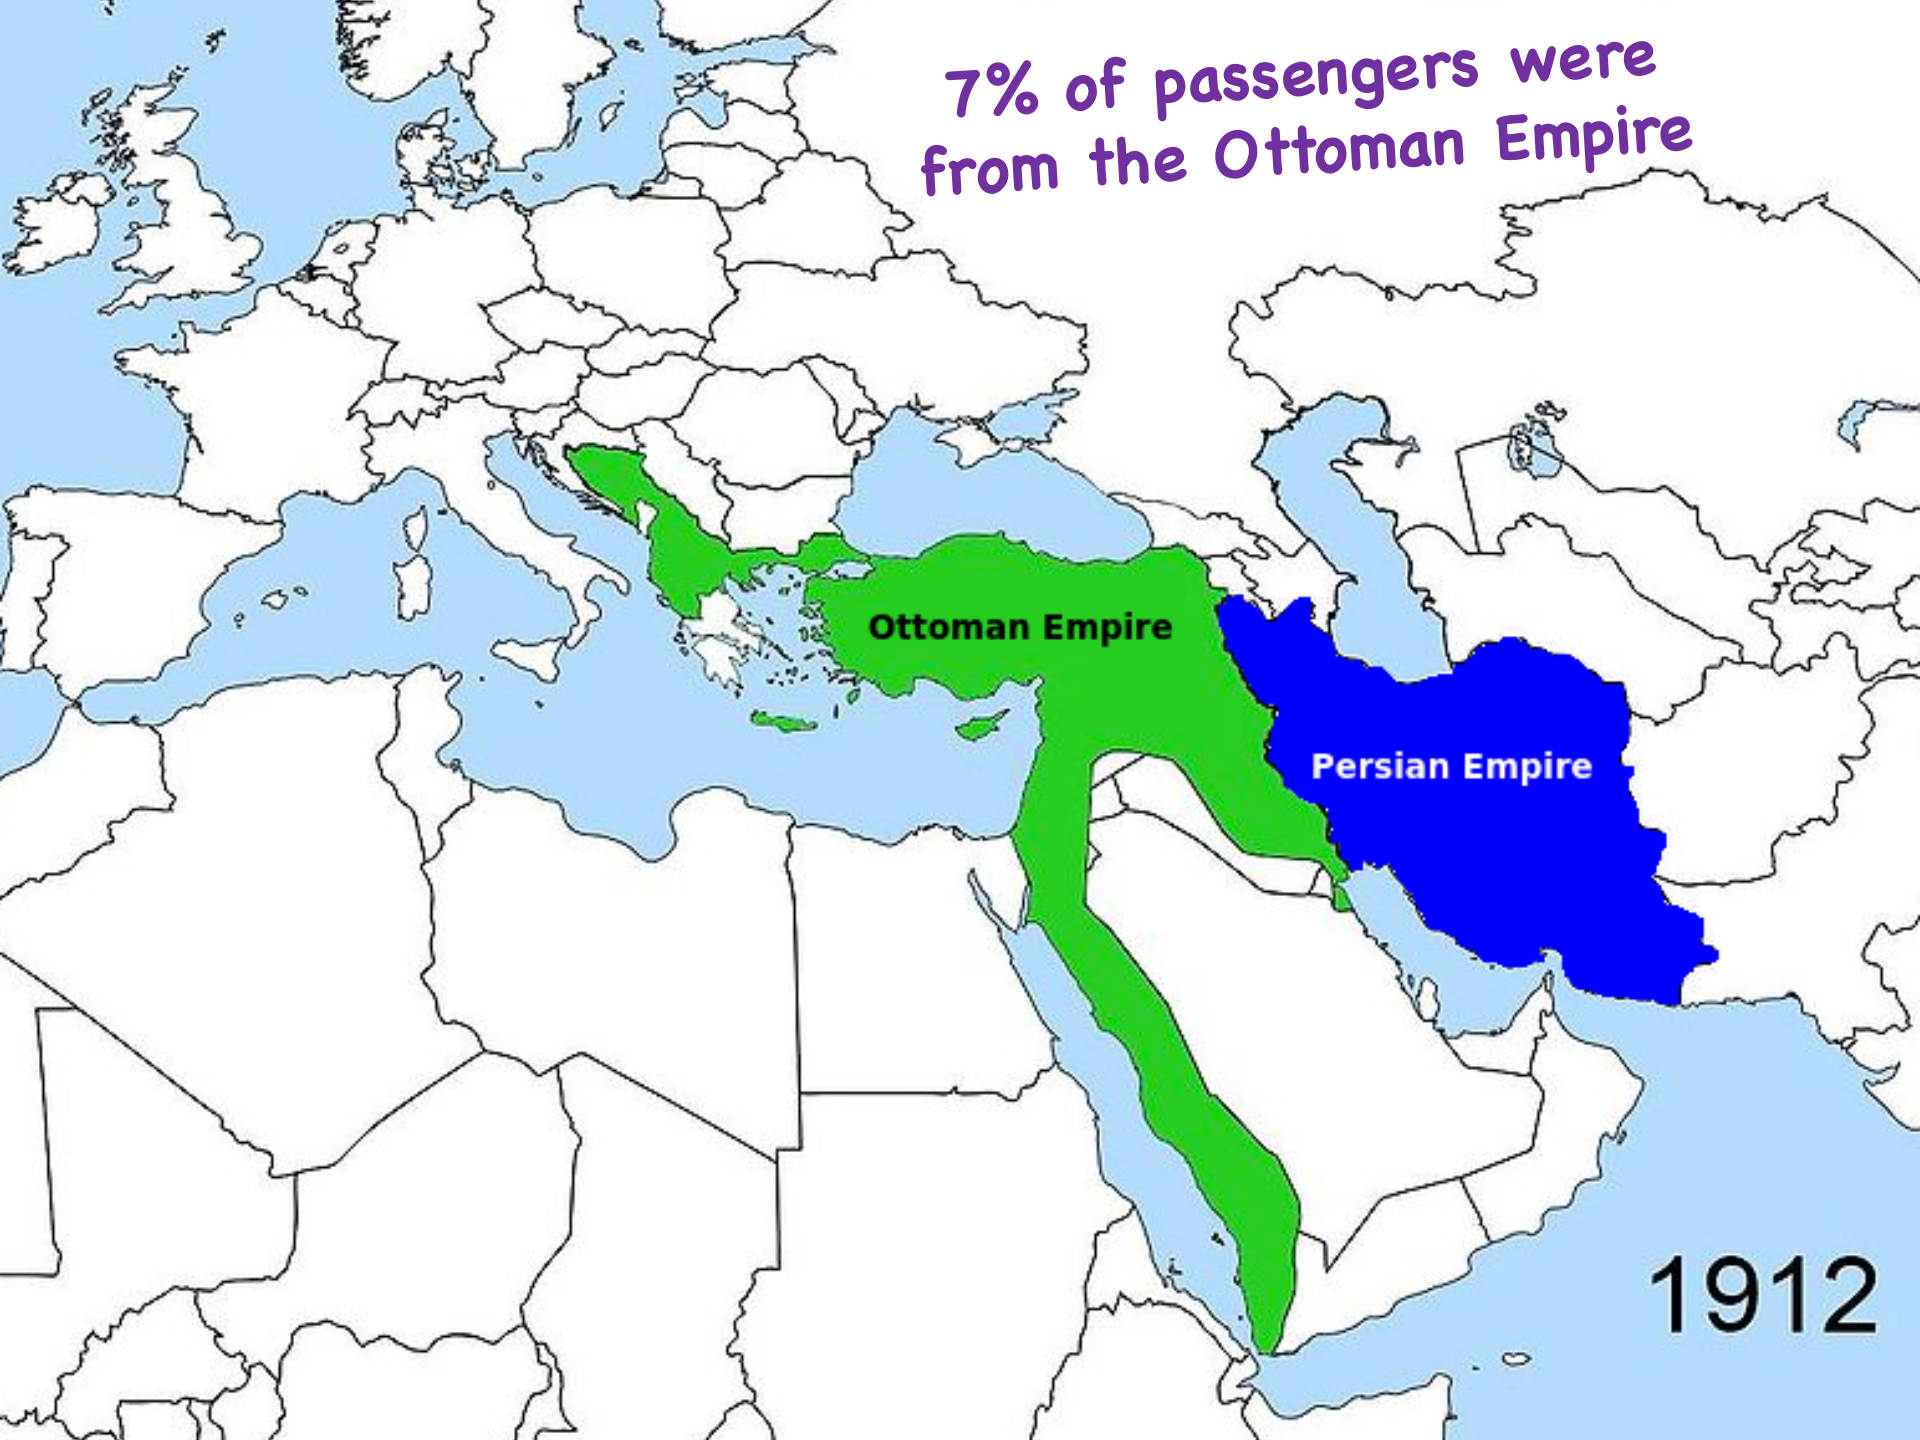 7% of passengers were
from the Ottoman Empire
Ottoman Empire
Persian Empire
1912